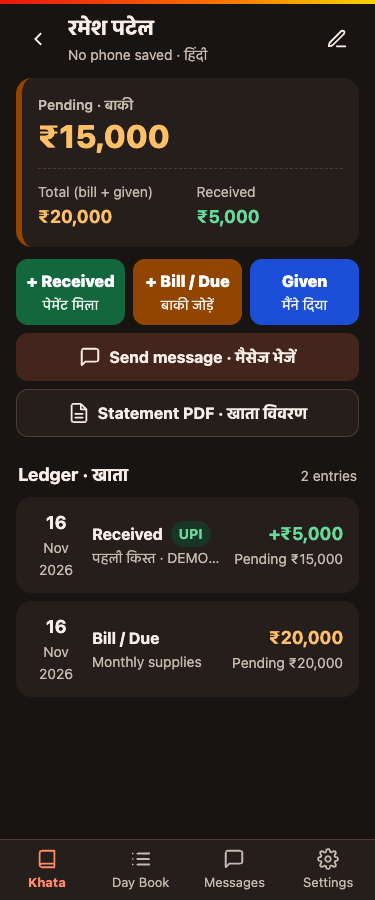 रमेश पटेल
No phone saved · हिंदी
Pending · बाकी
₹15,000
Total (bill + given)
Received
₹20,000
₹5,000
+ Received
पेमेंट मिला
+ Bill / Due
बाकी जोड़ें
Given
मैंने दिया
Send message · मैसेज भेजें
Statement PDF · खाता विवरण
Ledger · खाता
2 entries
16
Nov
2026
Received UPI
पहली किस्त · DEMO...
+₹5,000
Pending ₹15,000
16
Nov
2026
Bill / Due
Monthly supplies
₹20,000
Pending ₹20,000
Khata
Day Book
Messages
Settings